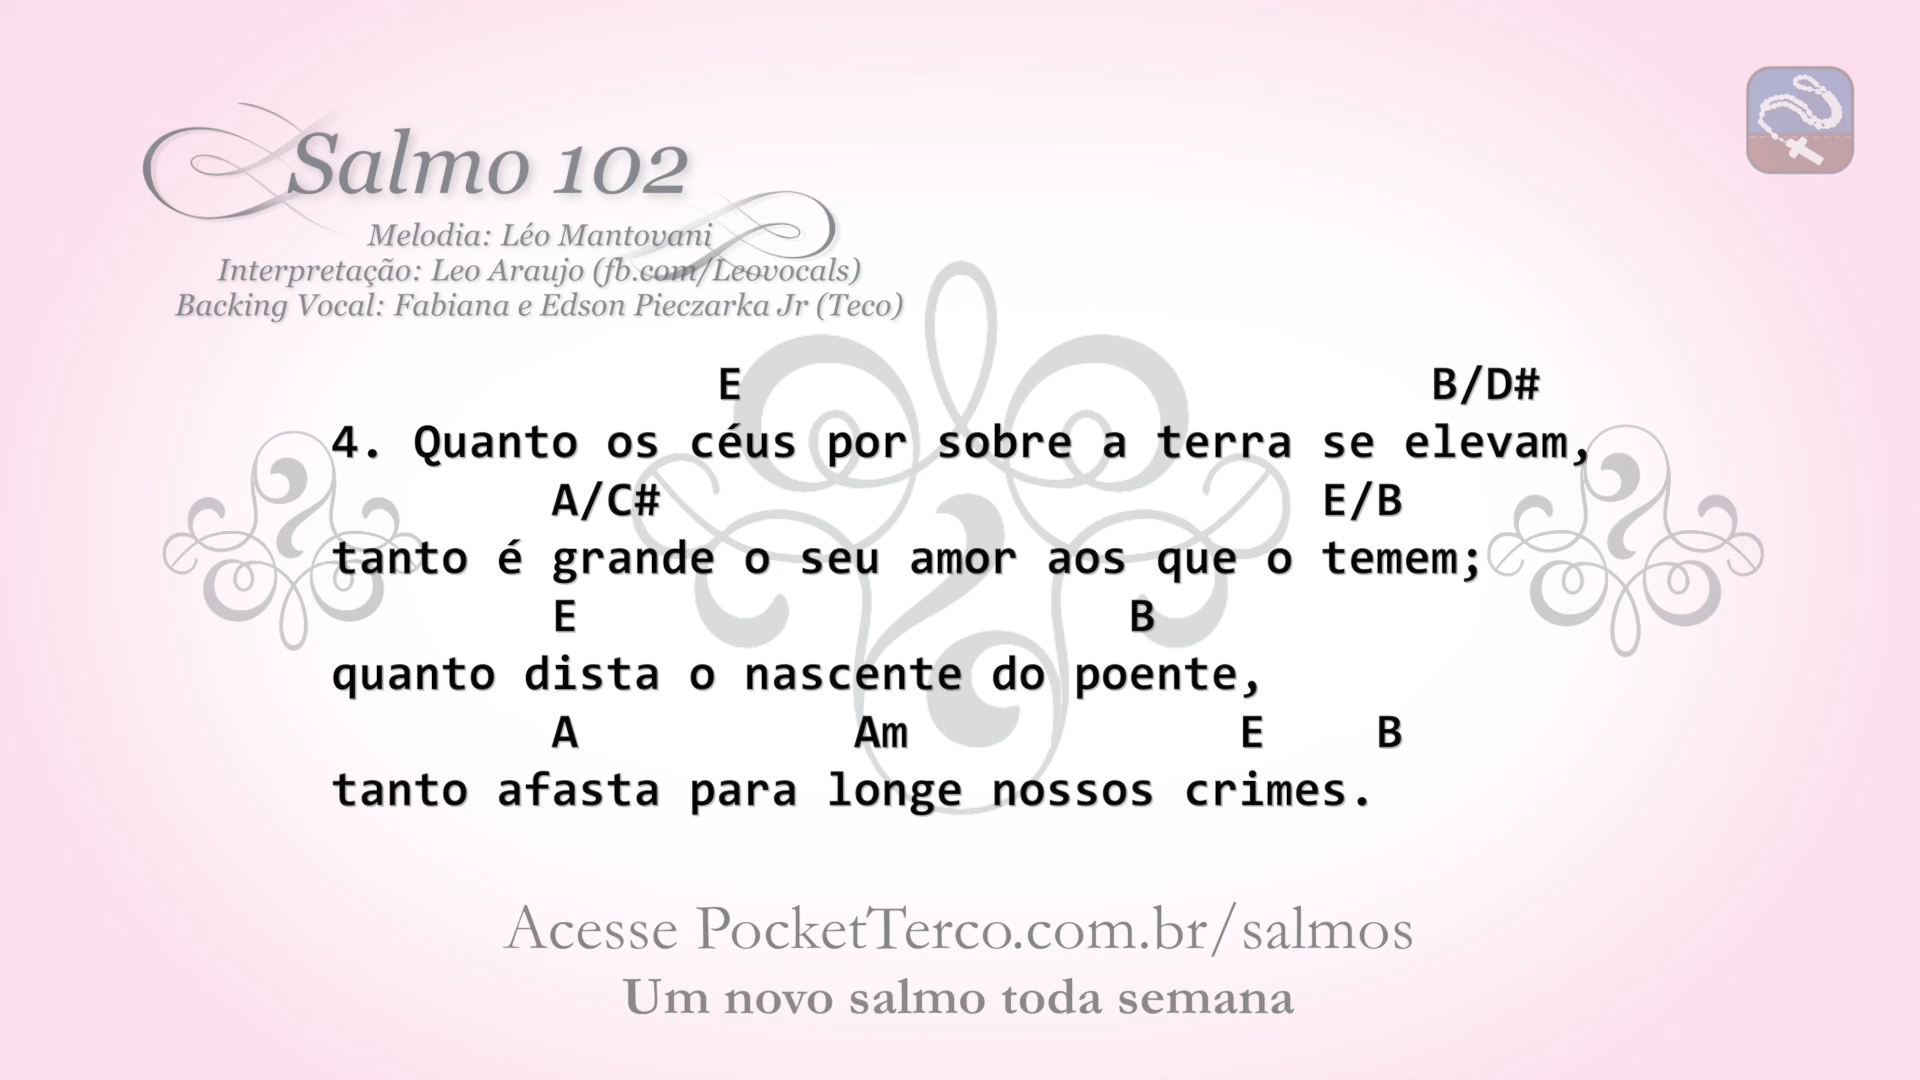 Salmo 102
Melodia: Léo Mantovani
Interpretação: Leo Araujo (fb.com/Leovocals)
Backing Vocal: Fabiana e Edson Pieczarka Jr (Teco)
E B/D#
4. Quanto os céus por sobre a terra se elevam,
A/C# E/B
tanto é grande o seu amor aos que o temem;
E B
quanto dista o nascente do poente,
A Am E B
tanto afasta para longe nossos crimes.
Acesse PocketTerco.com.br/salmos
Um novo salmo toda semana